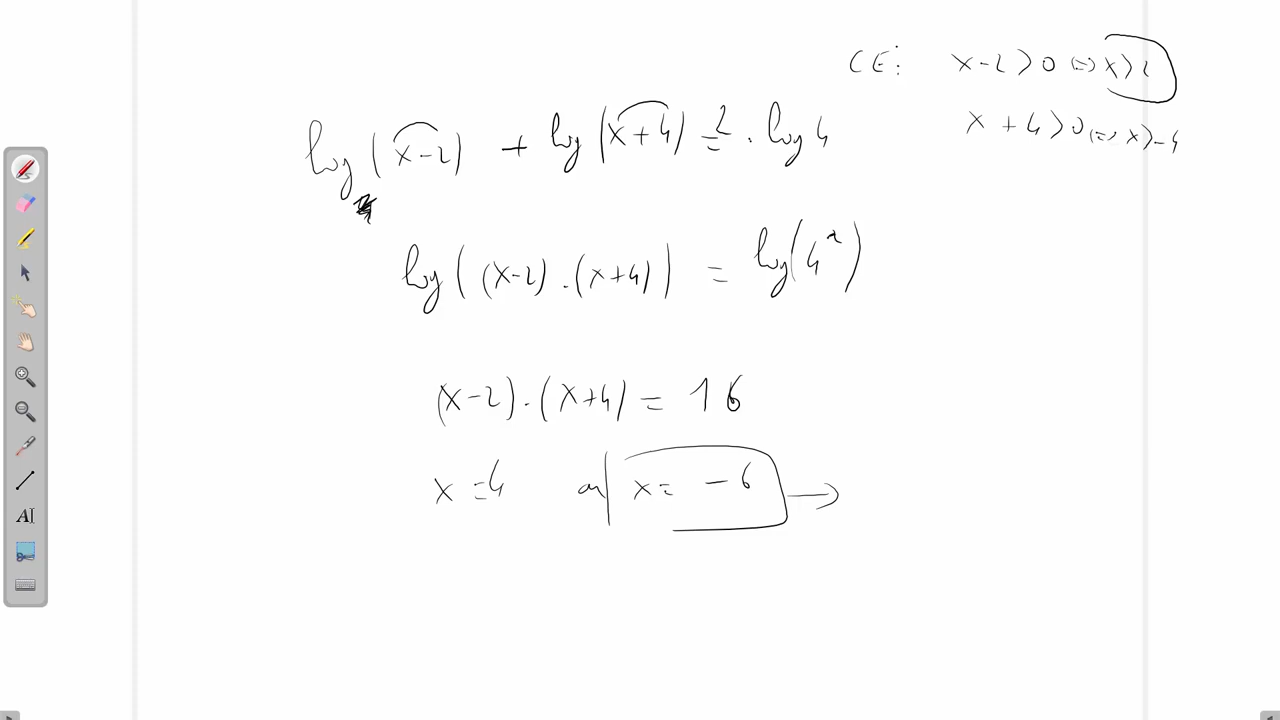 CE: x-2>0 ⇔ x>2
x+4>0 ⇔ x>-4
log(x-2) + log(x+4) = 2 . log 4
log((x-2).(x+4)) = log(4²)
(x-2).(x+4) = 16
x=4 x= -6 →
AI